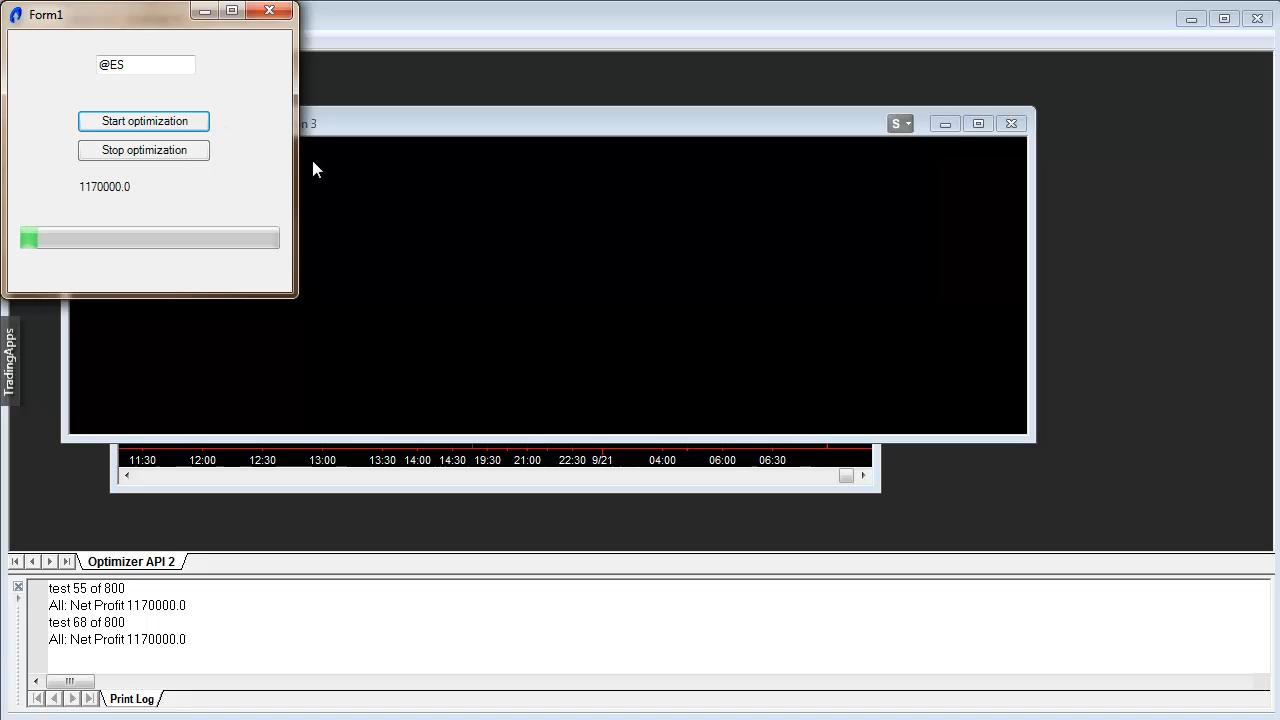 Form1
@ES
Start optimization
Stop optimization
1170000.0
n 3
S
TradingApps
11:30 12:00 12:30 13:00 13:30 14:00 14:30 19:30 21:00 22:30 9/21 04:00 06:00 06:30
Optimizer API 2
test 55 of 800
All: Net Profit 1170000.0
test 68 of 800
All: Net Profit 1170000.0
Print Log